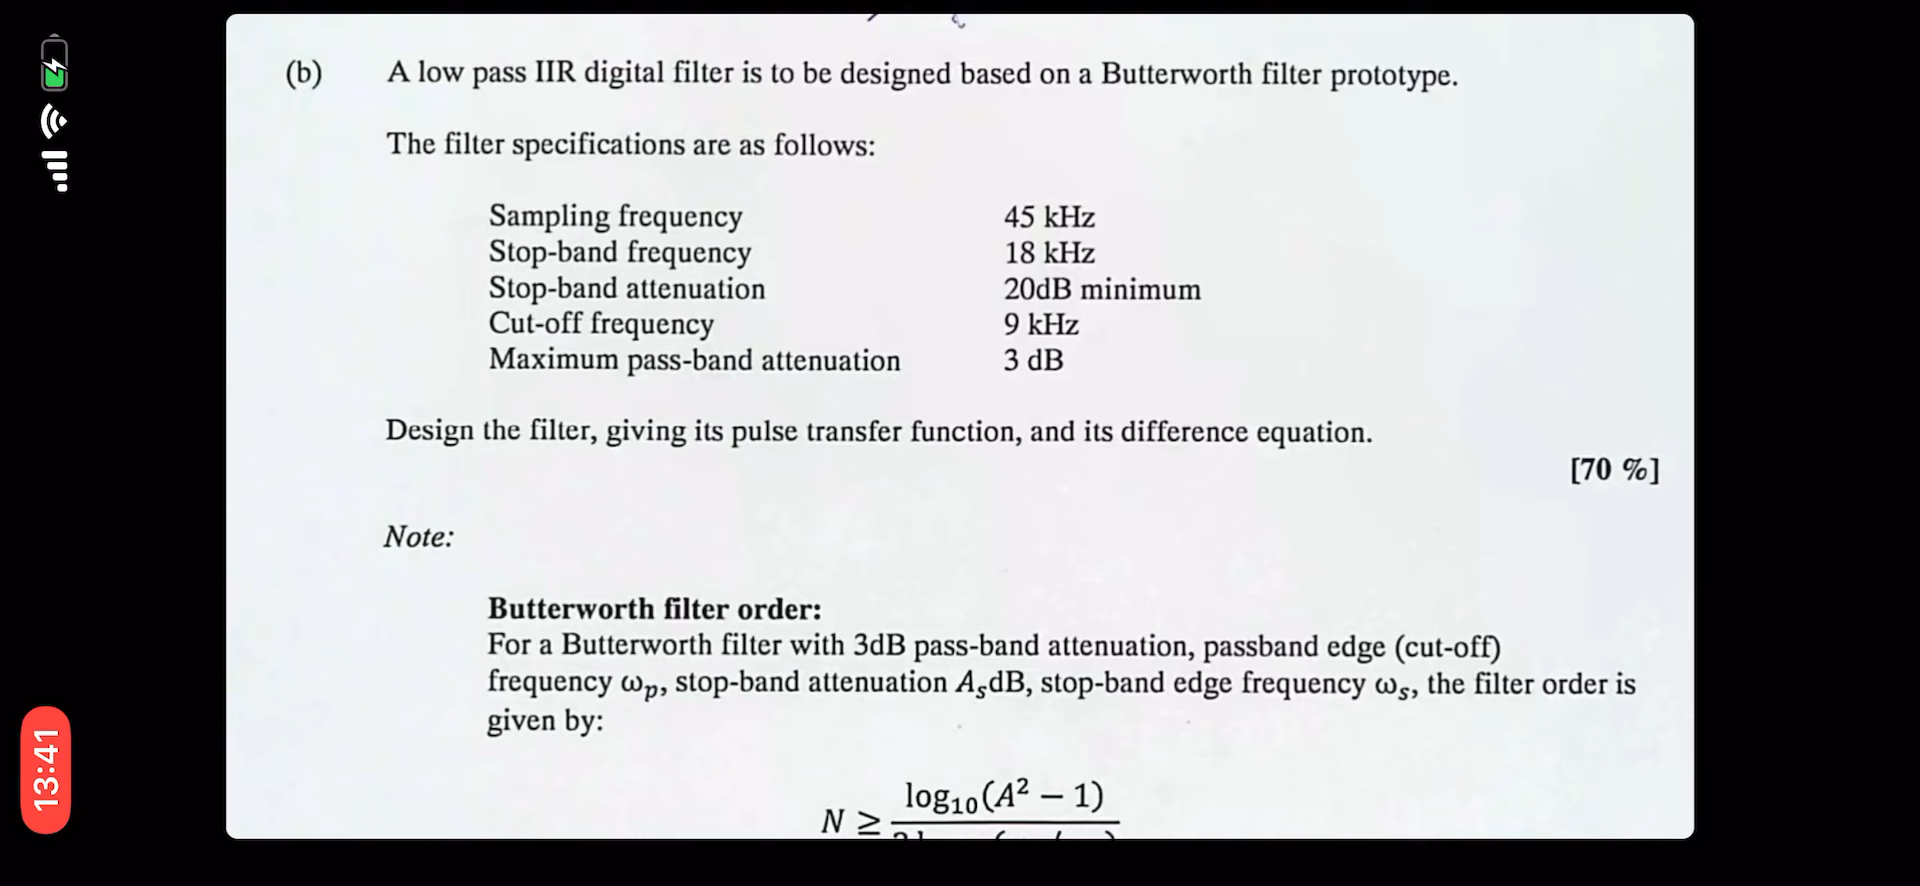 (b) A low pass IIR digital filter is to be designed based on a Butterworth filter prototype.
The filter specifications are as follows:
Sampling frequency 45 kHz
Stop-band frequency 18 kHz
Stop-band attenuation 20dB minimum
Cut-off frequency 9 kHz
Maximum pass-band attenuation 3 dB
Design the filter, giving its pulse transfer function, and its difference equation.
[70 %]
Note:
Butterworth filter order:
For a Butterworth filter with 3dB pass-band attenuation, passband edge (cut-off)
frequency ωₚ, stop-band attenuation AₛdB, stop-band edge frequency ωₛ, the filter order is
given by:
N ≥ log₁₀(A² − 1)
13:41